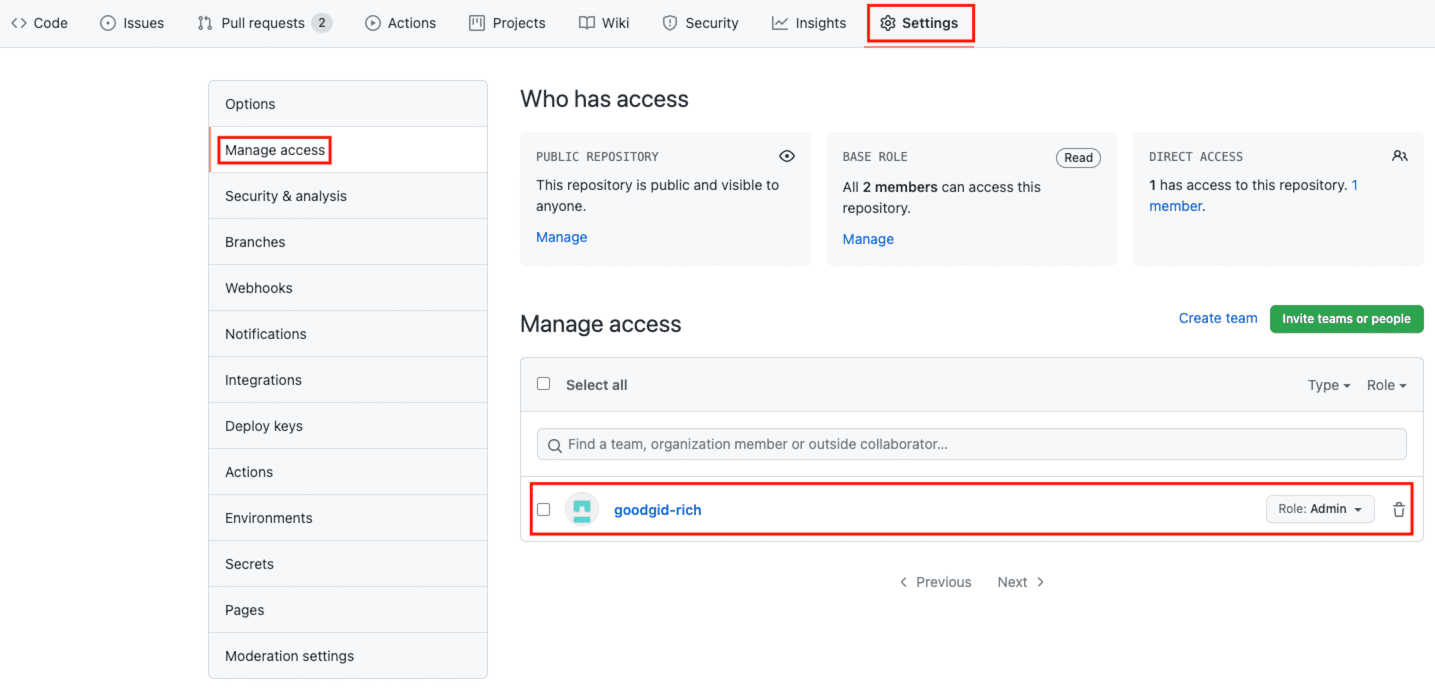 Code Issues Pull requests 2 Actions Projects Wiki Security Insights Settings
Options
Manage access
Security & analysis
Branches
Webhooks
Notifications
Integrations
Deploy keys
Actions
Environments
Secrets
Pages
Moderation settings
Who has access
PUBLIC REPOSITORY
This repository is public and visible to
anyone.
Manage
BASE ROLE Read
All 2 members can access this
repository.
Manage
DIRECT ACCESS
1 has access to this repository. 1
member.
Manage access
Create team Invite teams or people
Select all Type Role
Find a team, organization member or outside collaborator...
goodgid-rich Role: Admin
Previous Next